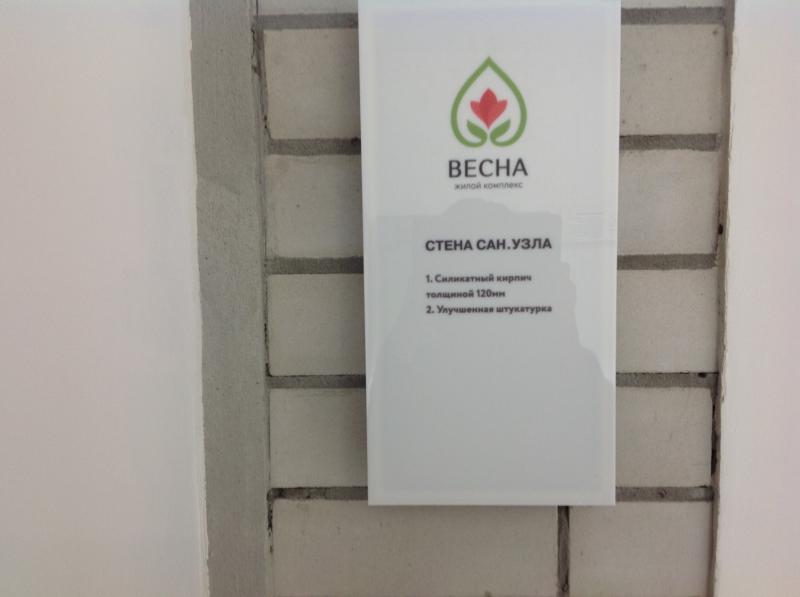 ВЕСНА
жилой комплекс
СТЕНА САН.УЗЛА
1. Силикатный кирпич
толщиной 120мм
2. Улучшенная штукатурка